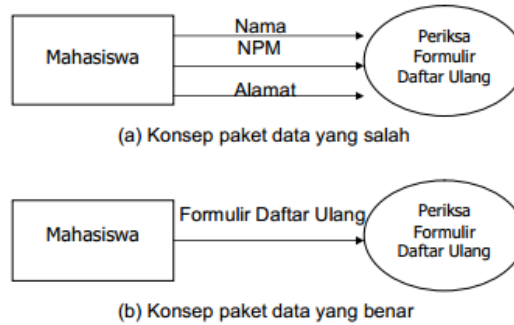 Nama
Mahasiswa
NPM
Alamat
Periksa
Formulir
Daftar Ulang
(a) Konsep paket data yang salah
Mahasiswa
Formulir Daftar Ulang
Periksa
Formulir
Daftar Ulang
(b) Konsep paket data yang benar